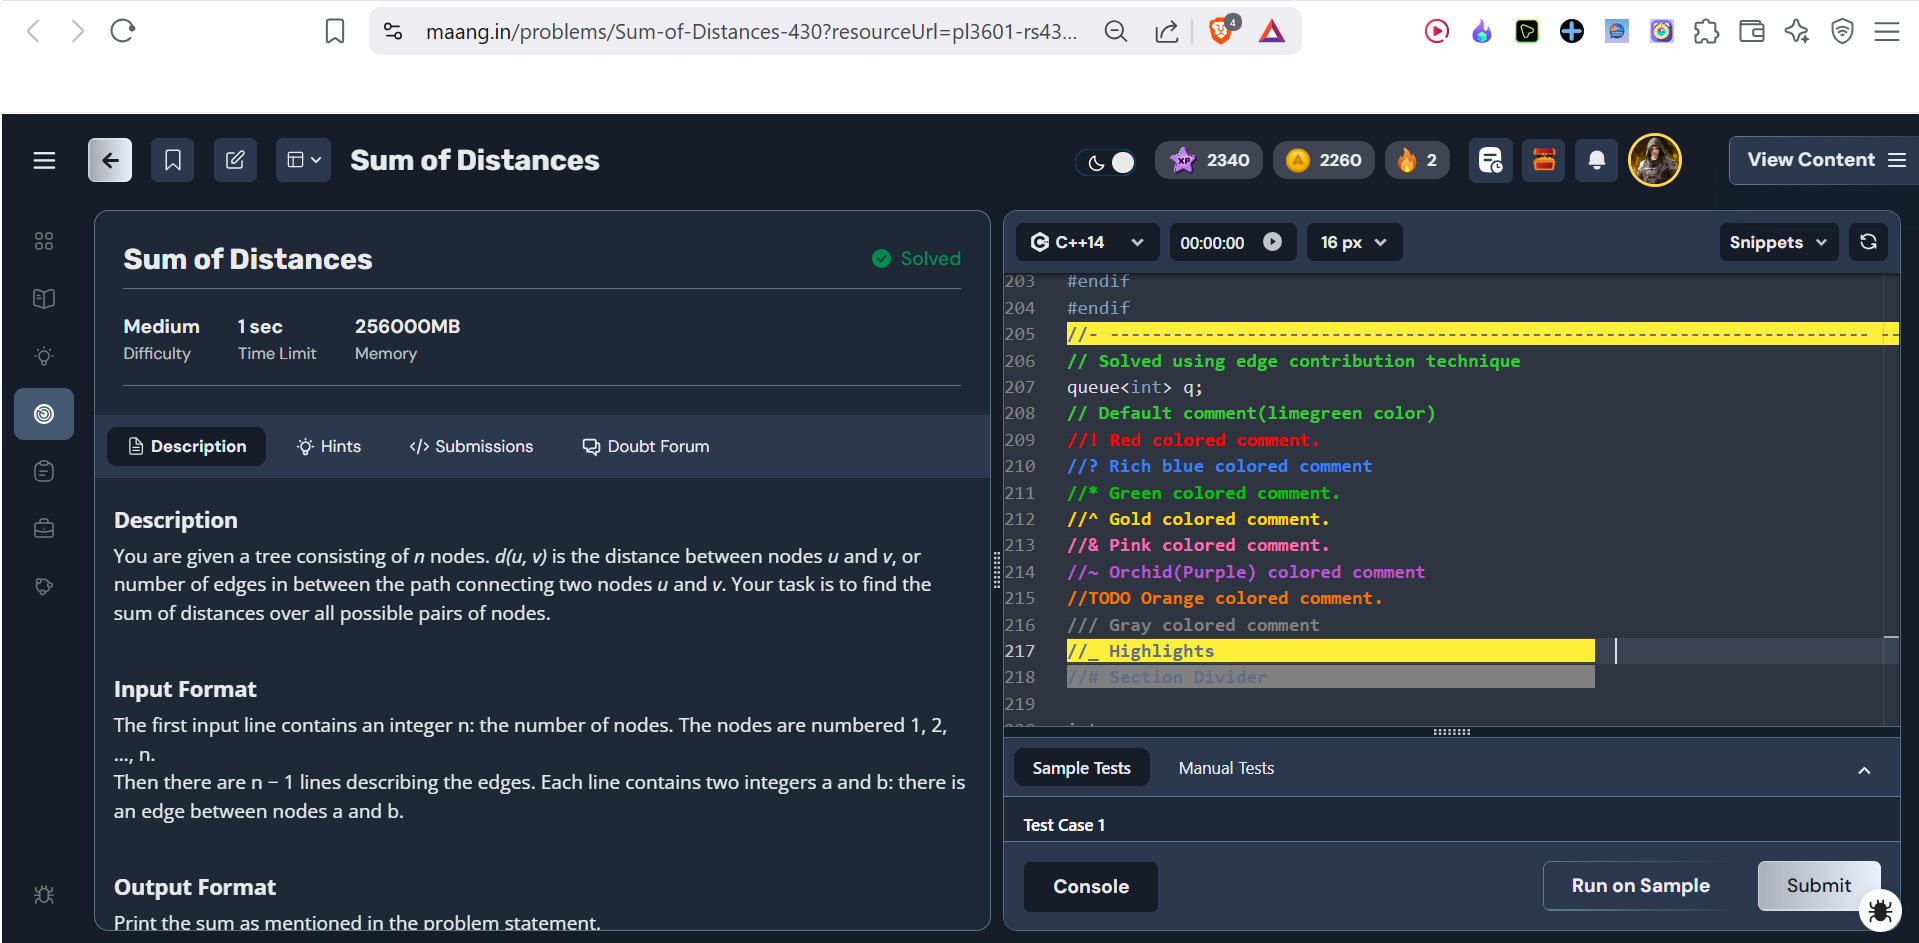 maang.in/problems/Sum-of-Distances-430?resourceUrl=pl3601-rs43...
4
Sum of Distances
XP
2340
2260
2
View Content
Sum of Distances
Solved
Medium
1 sec
256000MB
Difficulty
Time Limit
Memory
Description
Hints
</> Submissions
Doubt Forum
Description
You are given a tree consisting of n nodes. d(u, v) is the distance between nodes u and v, or
number of edges in between the path connecting two nodes u and v. Your task is to find the
sum of distances over all possible pairs of nodes.
Input Format
The first input line contains an integer n: the number of nodes. The nodes are numbered 1, 2,
..., n.
Then there are n − 1 lines describing the edges. Each line contains two integers a and b: there is
an edge between nodes a and b.
Output Format
Print the sum as mentioned in the problem statement.
C++14
00:00:00
16 px
Snippets
203 #endif
204 #endif
205 //- ------------------------------------------------------------------------ --
206 // Solved using edge contribution technique
207 queue<int> q;
208 // Default comment(limegreen color)
209 //! Red colored comment.
210 //? Rich blue colored comment
211 //* Green colored comment.
212 //^ Gold colored comment.
213 //& Pink colored comment.
214 //~ Orchid(Purple) colored comment
215 //TODO Orange colored comment.
216 /// Gray colored comment
217 //_ Highlights
218 //# Section Divider
219
Sample Tests
Manual Tests
Test Case 1
Console
Run on Sample
Submit